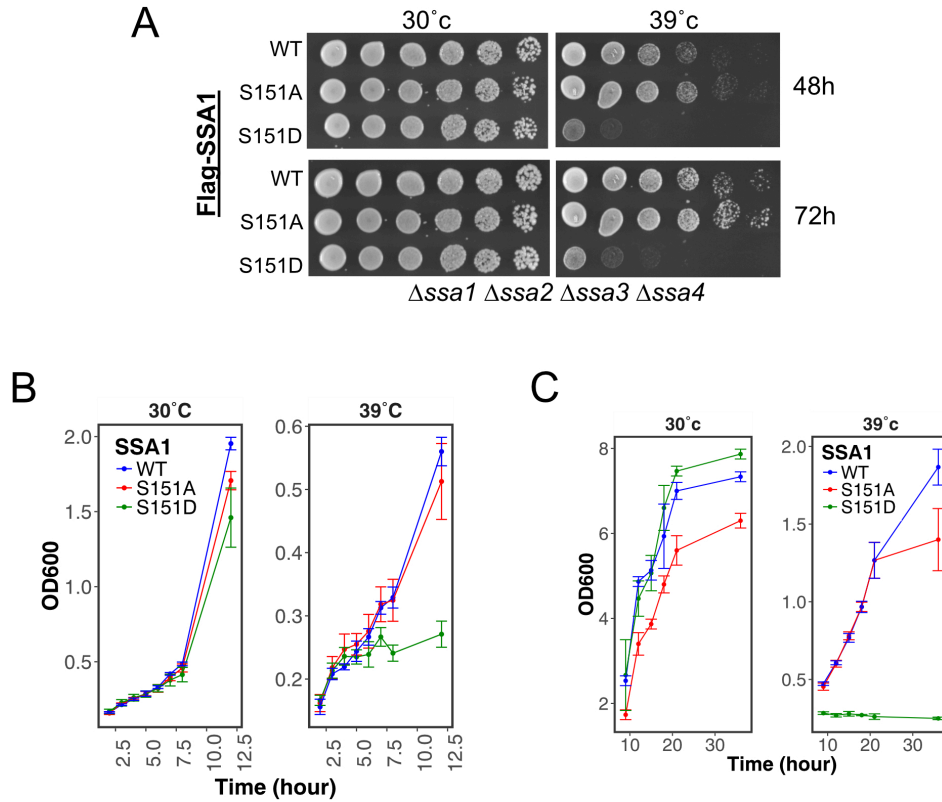 A
30˚c
39˚c
Flag-SSA1
WT
S151A
S151D
48h
WT
S151A
S151D
72h
Δssa1 Δssa2 Δssa3 Δssa4
B
30˚C
39˚C
OD600
2.0
1.5
1.0
0.5
SSA1
WT
S151A
S151D
0.6
0.5
0.4
0.3
0.2
2.5
5.0
7.5
10.0
12.5
2.5
5.0
7.5
10.0
12.5
Time (hour)
C
30˚c
39˚c
OD600
8
6
4
2
2.0
1.5
1.0
0.5
SSA1
WT
S151A
S151D
10 20 30
10 20 30
Time (hour)